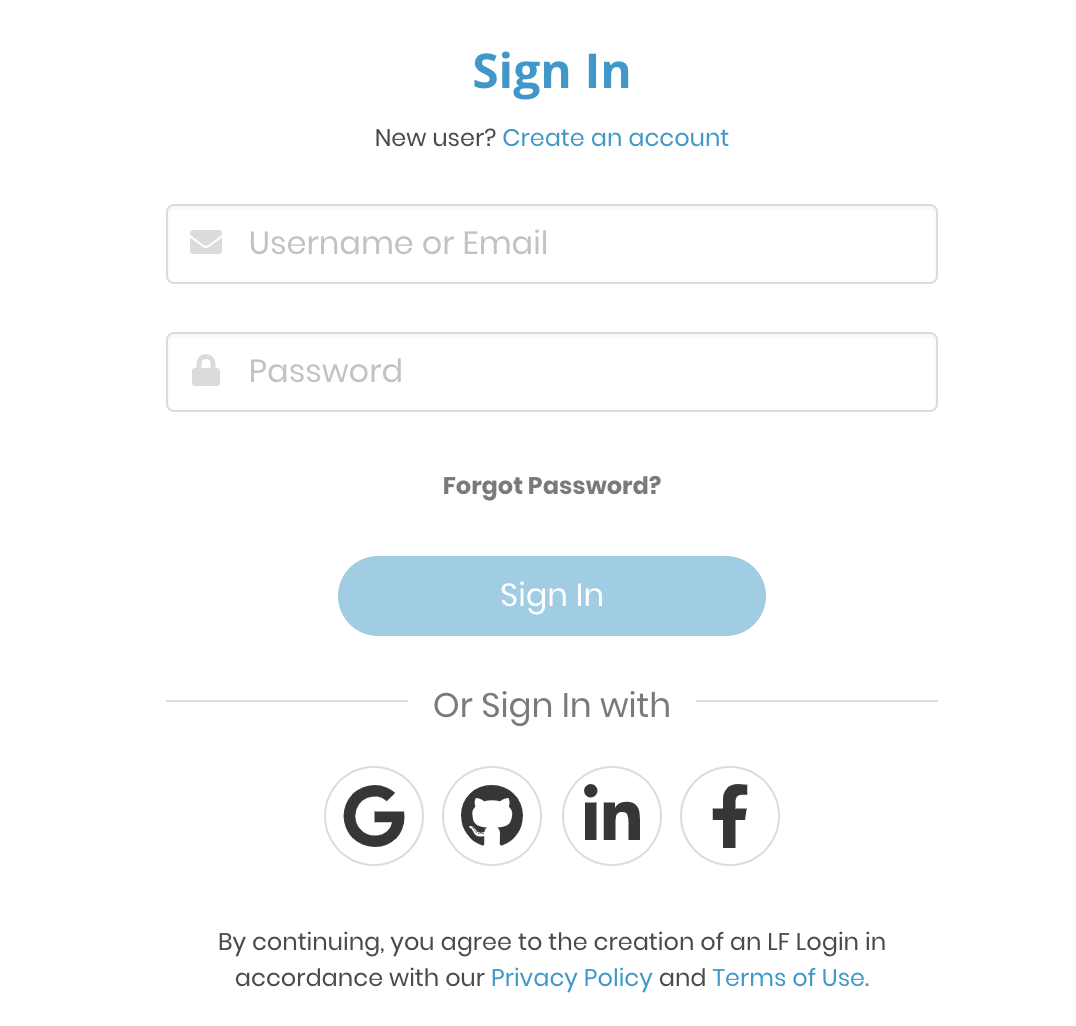 Sign In
New user? Create an account
Username or Email
Password
Forgot Password?
Sign In
Or Sign In with
By continuing, you agree to the creation of an LF Login in
accordance with our Privacy Policy and Terms of Use.